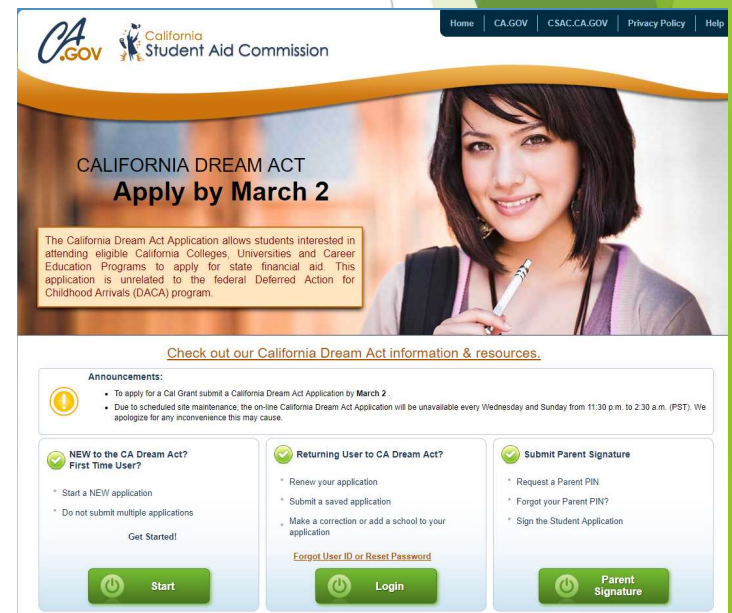 Home CA.GOV CSAC.CA.GOV Privacy Policy Help
CA.GOV
California
Student Aid Commission
CALIFORNIA DREAM ACT
Apply by March 2
The California Dream Act Application allows students interested in
attending eligible California Colleges, Universities and Career
Education Programs to apply for state financial aid. This
application is unrelated to the federal Deferred Action for
Childhood Arrivals (DACA) program.
Check out our California Dream Act information & resources.
Announcements:
• To apply for a Cal Grant submit a California Dream Act Application by March 2 .
• Due to scheduled site maintenance, the on-line California Dream Act Application will be unavailable every Wednesday and Sunday from 11:30 p.m. to 2:30 a.m. (PST). We
apologize for any inconvenience this may cause.
NEW to the CA Dream Act?
First Time User?
* Start a NEW application
* Do not submit multiple applications
Get Started!
Start
Returning User to CA Dream Act?
* Renew your application
* Submit a saved application
* Make a correction or add a school to your
application
Forgot User ID or Reset Password
Login
Submit Parent Signature
* Request a Parent PIN
* Forgot your Parent PIN?
* Sign the Student Application
Parent
Signature